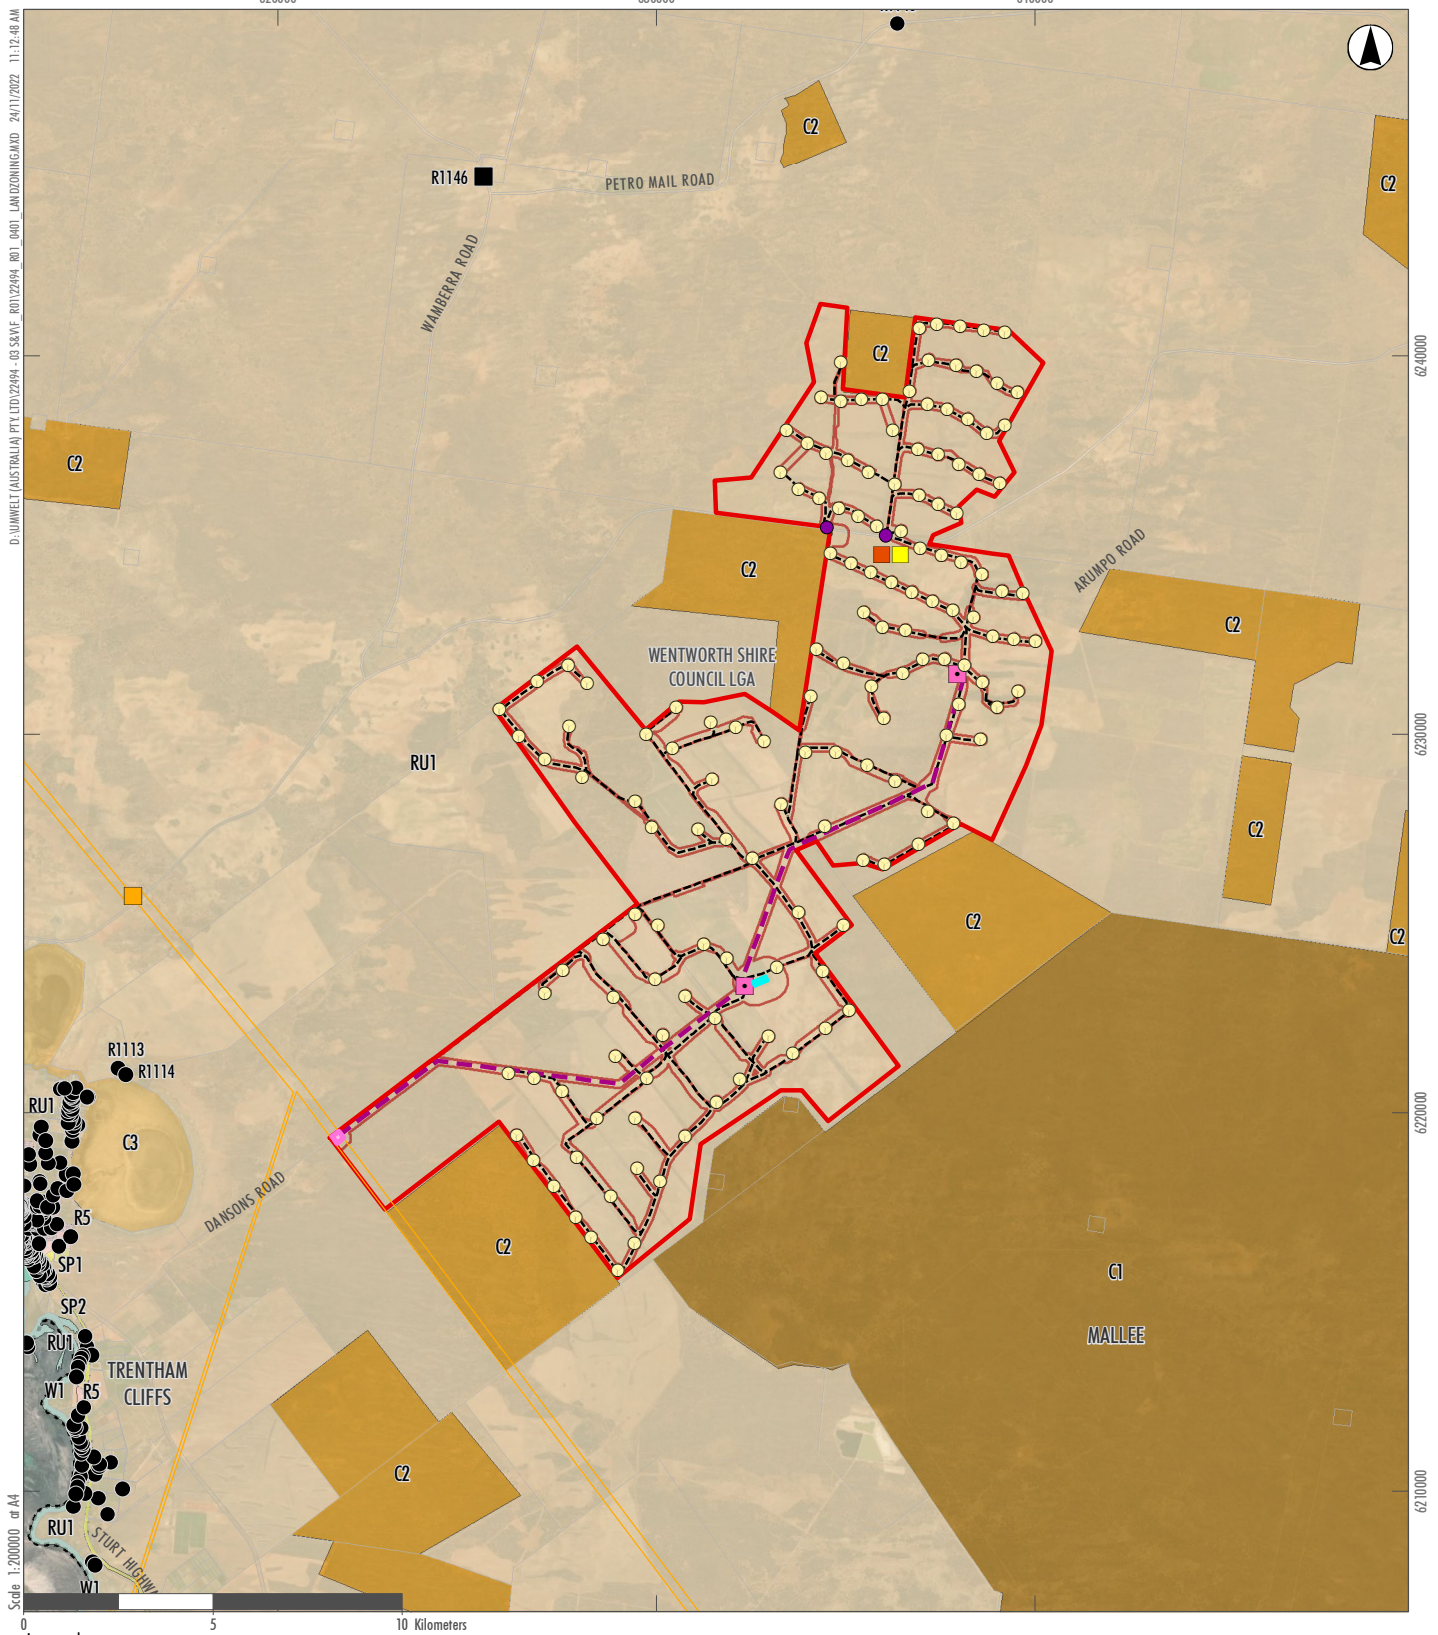 R1146
PETRO MAIL ROAD
WAMBERRA ROAD
C2
C2
C2
6240000
C2
C2
C2
ARUMPO ROAD
C2
WENTWORTH SHIRE
COUNCIL LGA
RU1
6230000
C2
C2
C2
R1113
R1114
RU1
C3
6220000
DANSONS ROAD
R5
SP1
C2
C1
SP2
RU1
MALLEE
TRENTHAM
CLIFFS
W1
R5
C2
6210000
RU1
STURT HIGHWA
W1
0
5
10 Kilometers
Scale 1:200000 at A4
D:\UMWELT (AUSTRALIA) PTY. LTD\22494 - 03 S&V\F_R01\22494_R01_0401_LANDZONING.MXD 24/11/2022 11:12:48 AM